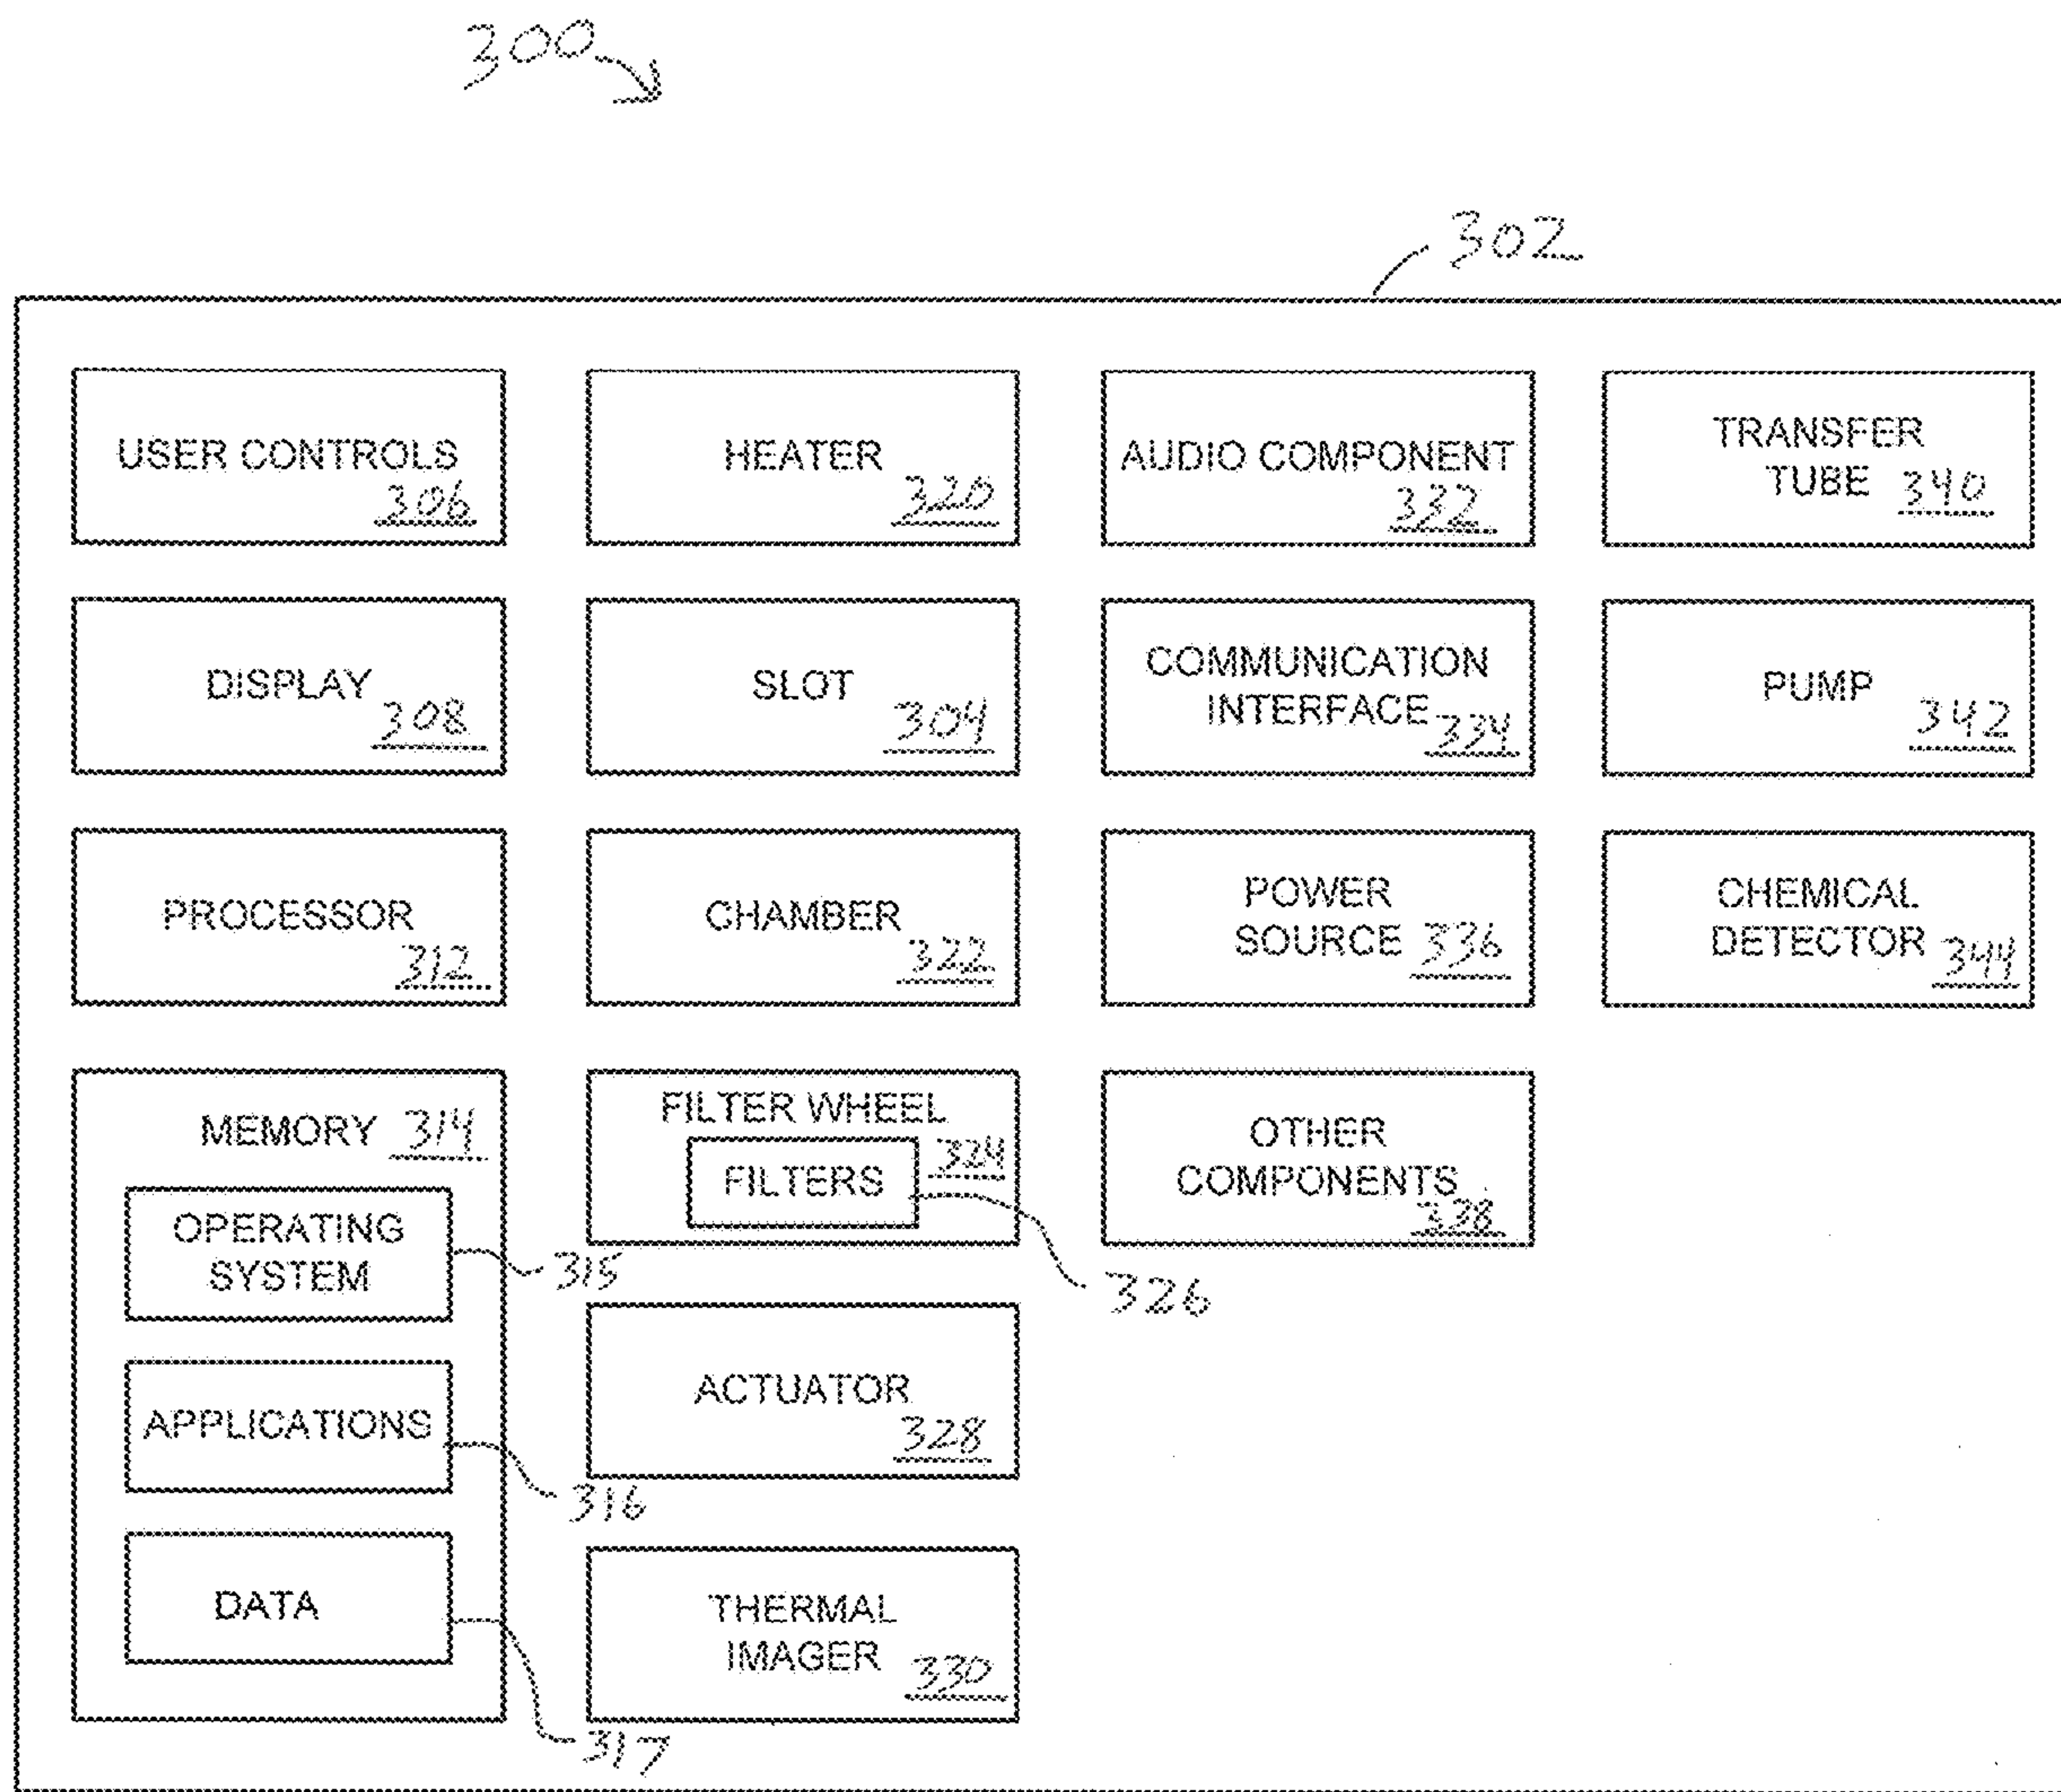 300
302
USER CONTROLS
306
HEATER
320
AUDIO COMPONENT
332
TRANSFER
TUBE 340
DISPLAY
308
SLOT
304
COMMUNICATION
INTERFACE 334
PUMP
342
PROCESSOR
312
CHAMBER
322
POWER
SOURCE 336
CHEMICAL
DETECTOR 344
MEMORY 314
OPERATING
SYSTEM
315
APPLICATIONS
316
DATA
317
FILTER WHEEL
324
FILTERS
326
OTHER
COMPONENTS
338
ACTUATOR
328
THERMAL
IMAGER 330